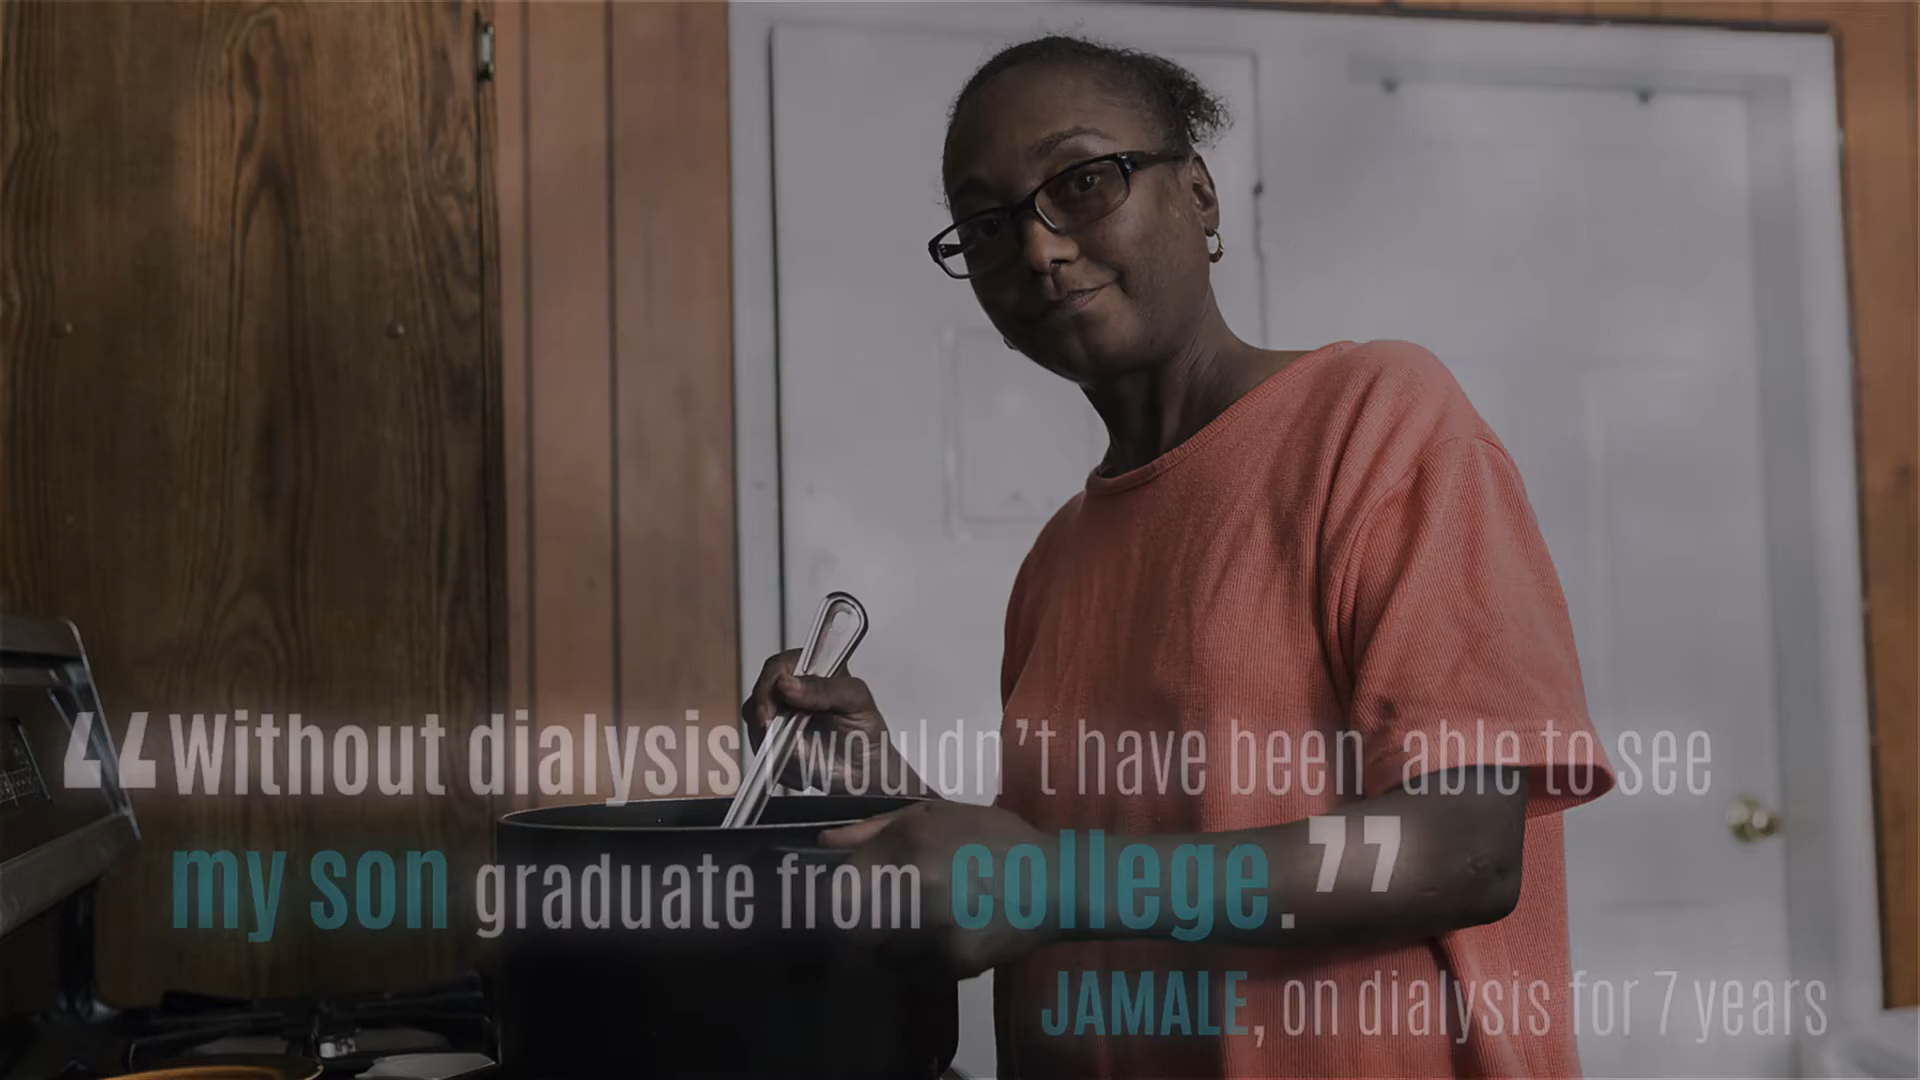 “Without dialysis I wouldn’t have been able to see
my son graduate from college.”
JAMALE, on dialysis for 7 years